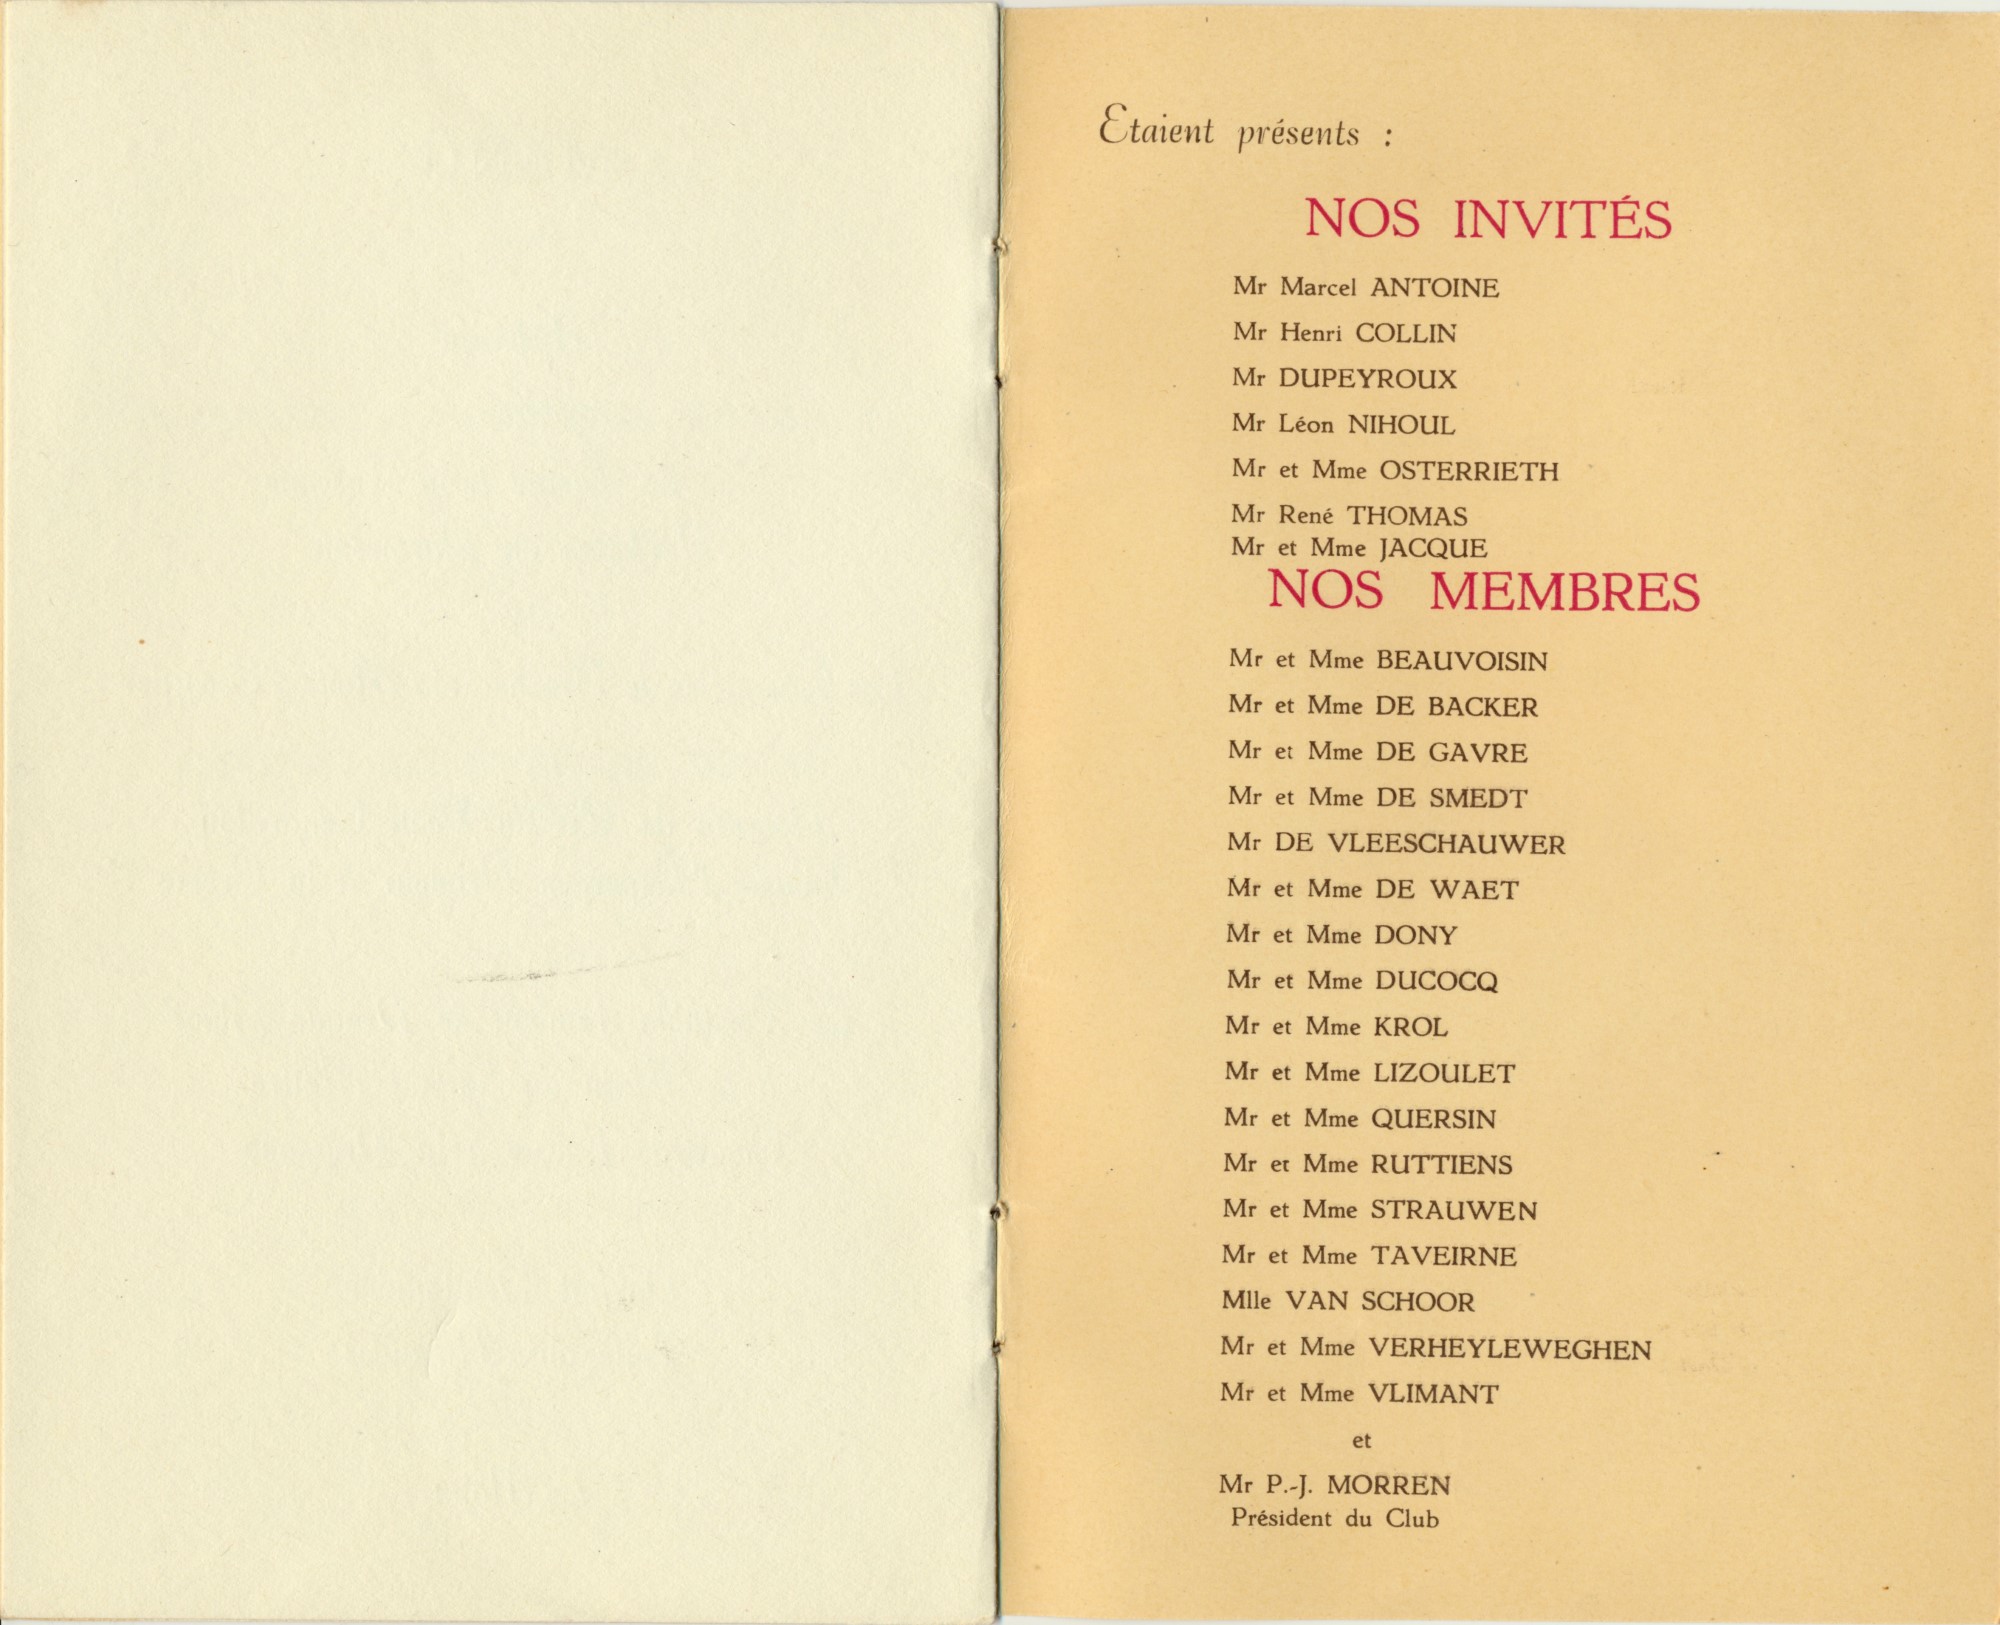 Etaient présents :
NOS INVITÉS
Mr Marcel ANTOINE
Mr Henri COLLIN
Mr DUPEYROUX
Mr Léon NIHOUL
Mr et Mme OSTERRIETH
Mr René THOMAS
Mr et Mme JACQUE
NOS MEMBRES
Mr et Mme BEAUVOISIN
Mr et Mme DE BACKER
Mr et Mme DE GAVRE
Mr et Mme DE SMEDT
Mr DE VLEESCHAUWER
Mr et Mme DE WAET
Mr et Mme DONY
Mr et Mme DUCOCQ
Mr et Mme KROL
Mr et Mme LIZOULET
Mr et Mme QUERSIN
Mr et Mme RUTTIENS
Mr et Mme STRAUWEN
Mr et Mme TAVEIRNE
Mlle VAN SCHOOR
Mr et Mme VERHEYLEWEGHEN
Mr et Mme VLIMANT
et
Mr P.-J. MORREN
Président du Club